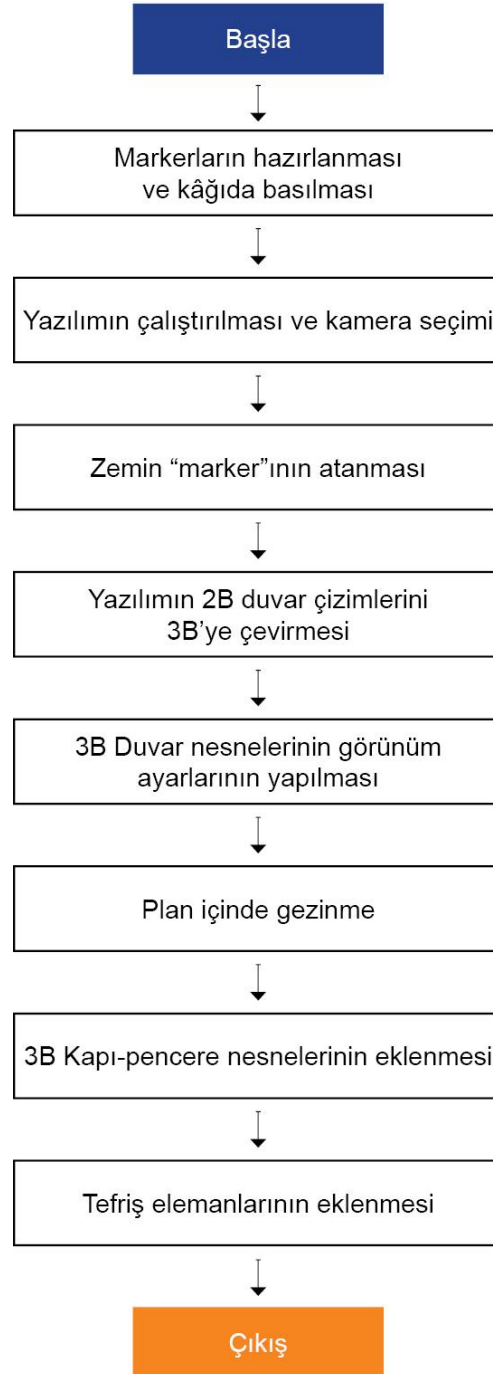 Başla
Markerların hazırlanması
ve kâğıda basılması
Yazılımın çalıştırılması ve kamera seçimi
Zemin “marker”ının atanması
Yazılımın 2B duvar çizimlerini
3B’ye çevirmesi
3B Duvar nesnelerinin görünüm
ayarlarının yapılması
Plan içinde gezinme
3B Kapı-pencere nesnelerinin eklenmesi
Tefriş elemanlarının eklenmesi
Çıkış